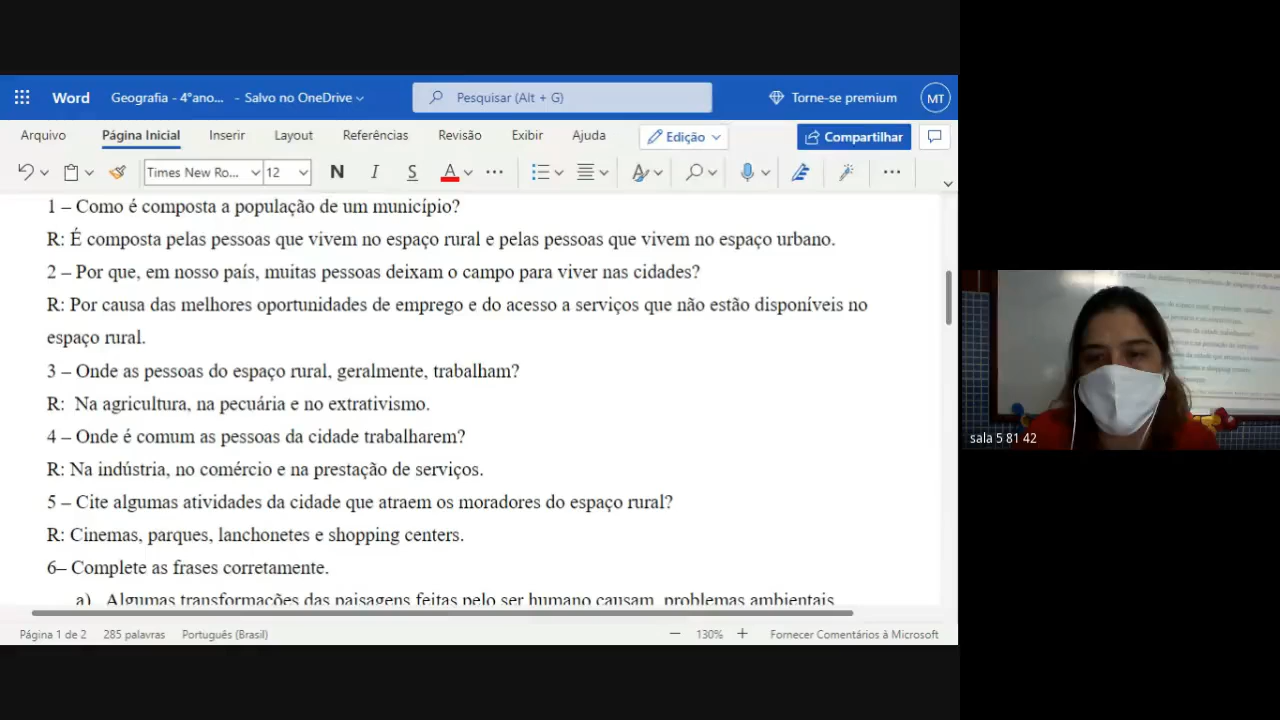 Word
Geografia - 4°ano... - Salvo no OneDrive
Pesquisar (Alt + G)
Torne-se premium
MT
Arquivo
Página Inicial
Inserir
Layout
Referências
Revisão
Exibir
Ajuda
Edição
Compartilhar
Times New Ro...
12
N
I
S
A
1 – Como é composta a população de um município?
R: É composta pelas pessoas que vivem no espaço rural e pelas pessoas que vivem no espaço urbano.
2 – Por que, em nosso país, muitas pessoas deixam o campo para viver nas cidades?
R: Por causa das melhores oportunidades de emprego e do acesso a serviços que não estão disponíveis no
espaço rural.
3 – Onde as pessoas do espaço rural, geralmente, trabalham?
R:  Na agricultura, na pecuária e no extrativismo.
4 – Onde é comum as pessoas da cidade trabalharem?
R: Na indústria, no comércio e na prestação de serviços.
5 – Cite algumas atividades da cidade que atraem os moradores do espaço rural?
R: Cinemas, parques, lanchonetes e shopping centers.
6– Complete as frases corretamente.
a) Algumas transformações das paisagens feitas pelo ser humano causam problemas ambientais
Página 1 de 2
285 palavras
Português (Brasil)
130%
Fornecer Comentários à Microsoft
sala 5 81 42